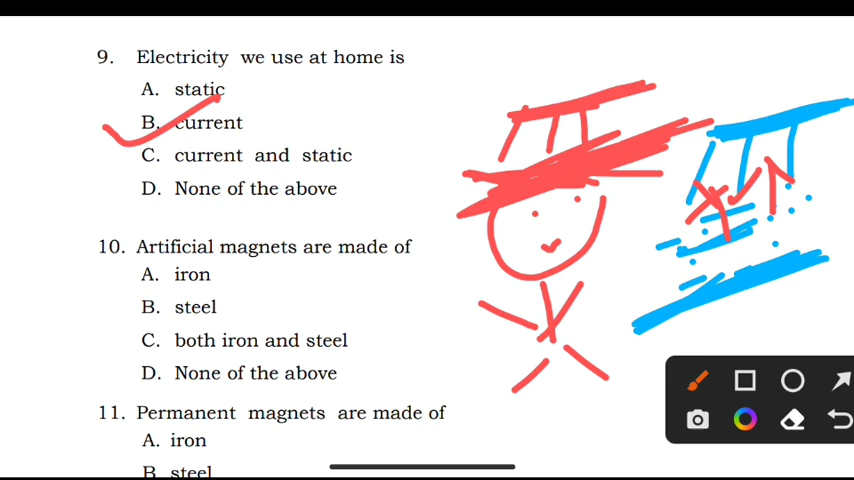 9. Electricity we use at home is
A. static
B. current
C. current and static
D. None of the above
10. Artificial magnets are made of
A. iron
B. steel
C. both iron and steel
D. None of the above
11. Permanent magnets are made of
A. iron
B steel